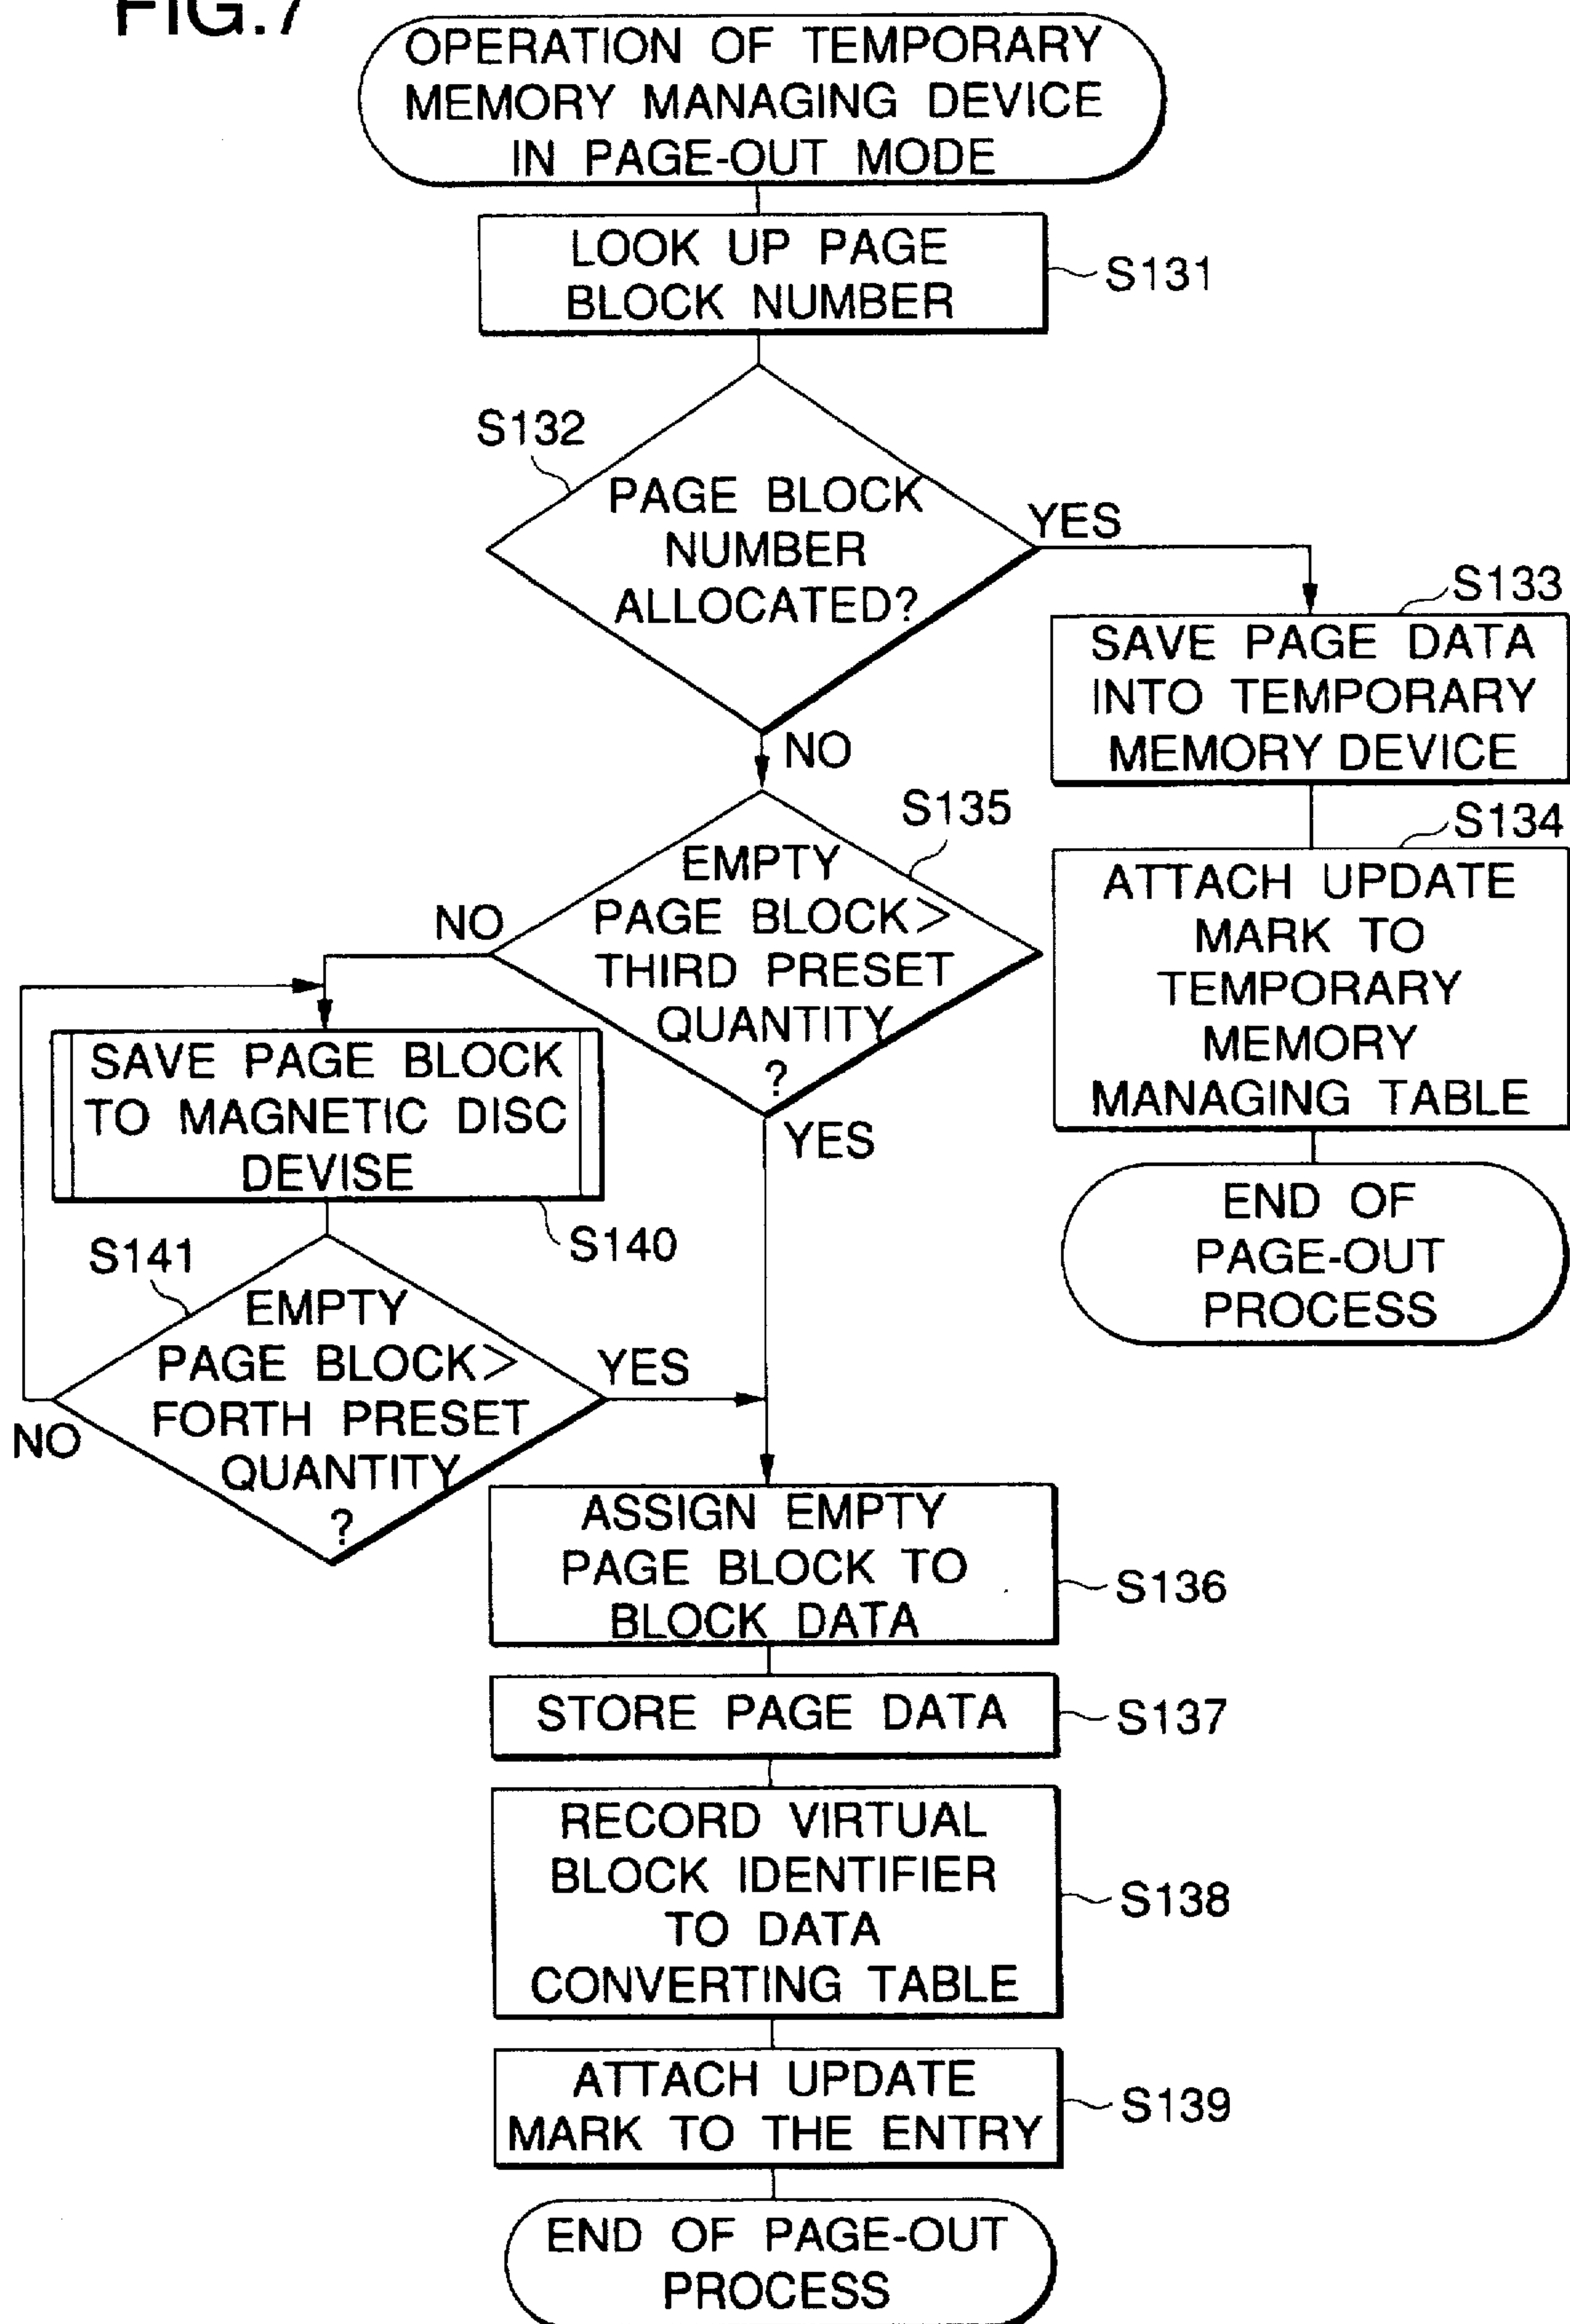 FIG.7
OPERATION OF TEMPORARY
MEMORY MANAGING DEVICE
IN PAGE-OUT MODE
LOOK UP PAGE
BLOCK NUMBER
S131
S132
PAGE BLOCK
NUMBER
ALLOCATED?
YES
NO
S133
SAVE PAGE DATA
INTO TEMPORARY
MEMORY DEVICE
S134
ATTACH UPDATE
MARK TO
TEMPORARY
MEMORY
MANAGING TABLE
END OF
PAGE-OUT
PROCESS
S135
EMPTY
PAGE BLOCK>
THIRD PRESET
QUANTITY
?
NO
YES
SAVE PAGE BLOCK
TO MAGNETIC DISC
DEVISE
S140
S141
EMPTY
PAGE BLOCK>
FORTH PRESET
QUANTITY
?
YES
NO
ASSIGN EMPTY
PAGE BLOCK TO
BLOCK DATA
S136
STORE PAGE DATA
S137
RECORD VIRTUAL
BLOCK IDENTIFIER
TO DATA
CONVERTING TABLE
S138
ATTACH UPDATE
MARK TO THE ENTRY
S139
END OF PAGE-OUT
PROCESS